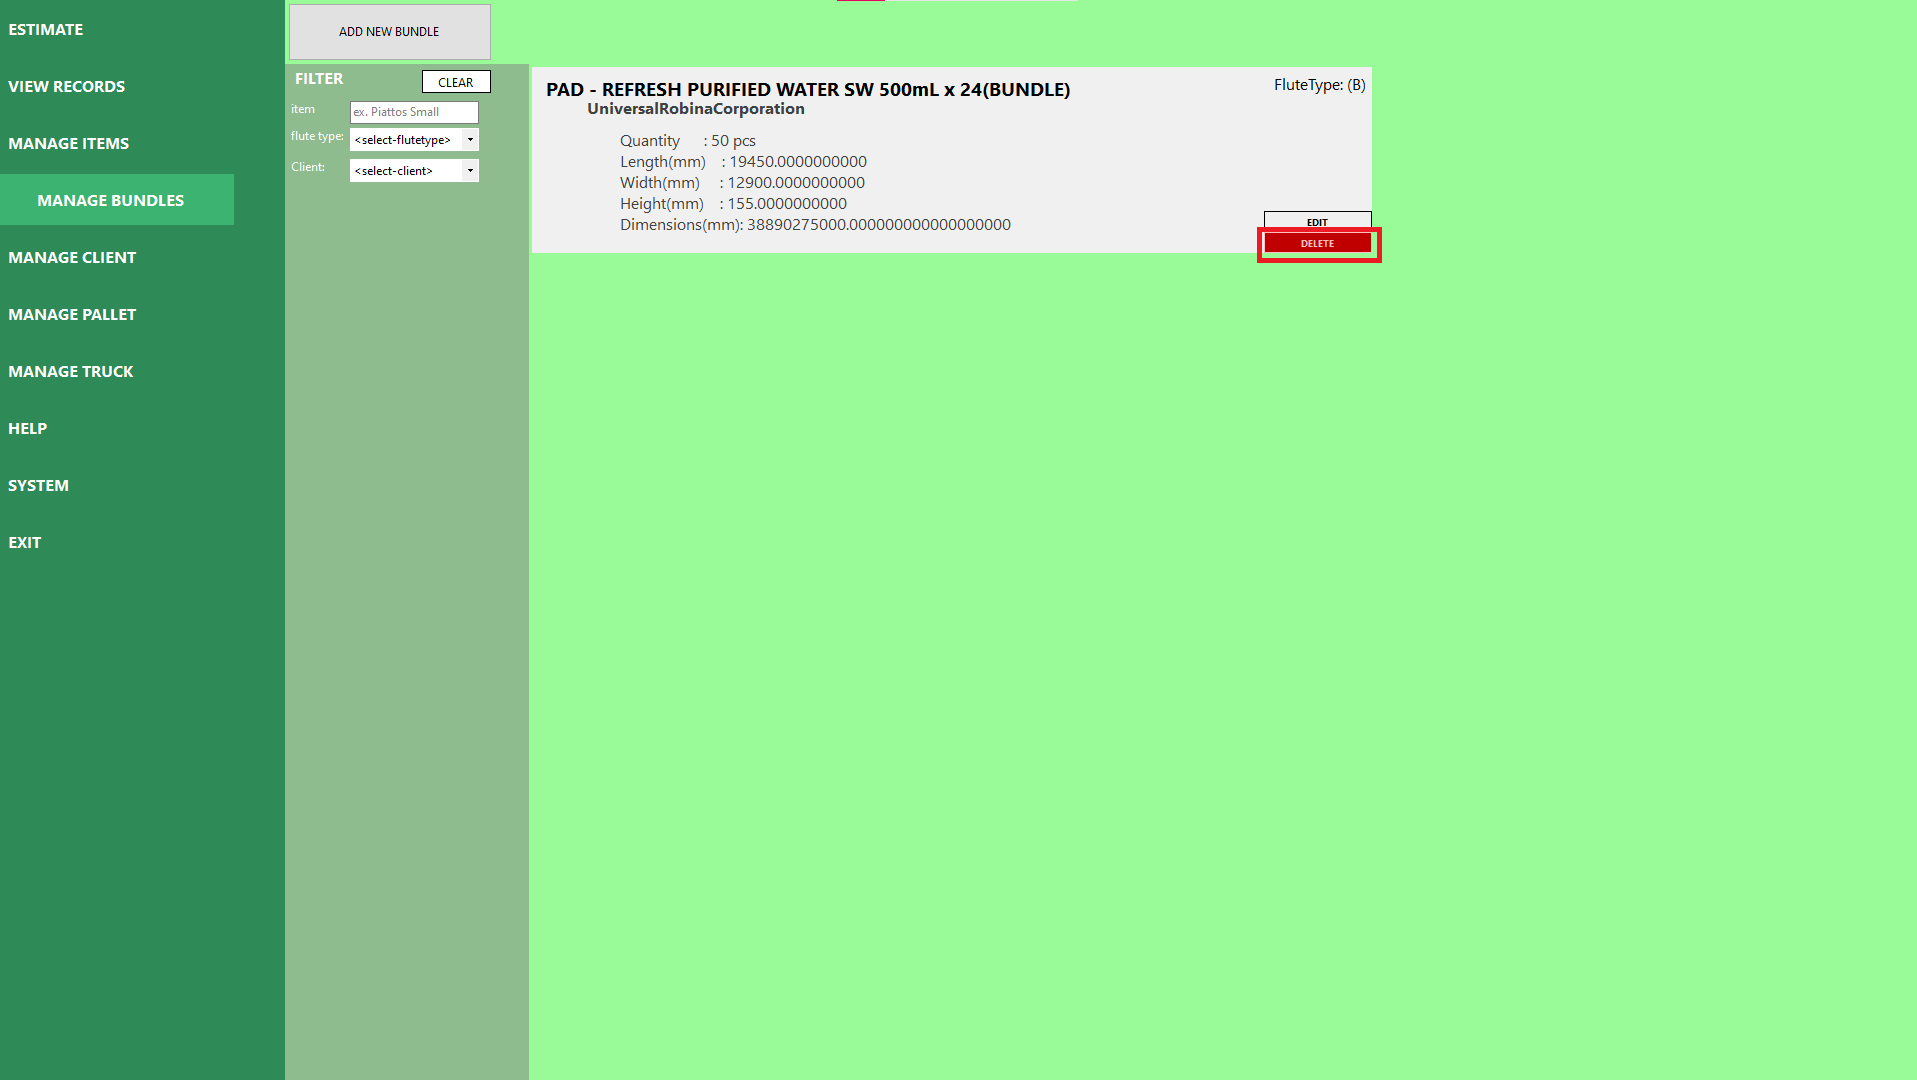 ESTIMATE
VIEW RECORDS
MANAGE ITEMS
MANAGE BUNDLES
MANAGE CLIENT
MANAGE PALLET
MANAGE TRUCK
HELP
SYSTEM
EXIT
ADD NEW BUNDLE
FILTER
CLEAR
item
ex. Piattos Small
flute type:
<select-flutetype>
Client:
<select-client>
PAD - REFRESH PURIFIED WATER SW 500mL x 24(BUNDLE)
FluteType: (B)
UniversalRobinaCorporation
Quantity : 50 pcs
Length(mm) : 19450.0000000000
Width(mm) : 12900.0000000000
Height(mm) : 155.0000000000
Dimensions(mm): 38890275000.000000000000000000
EDIT
DELETE